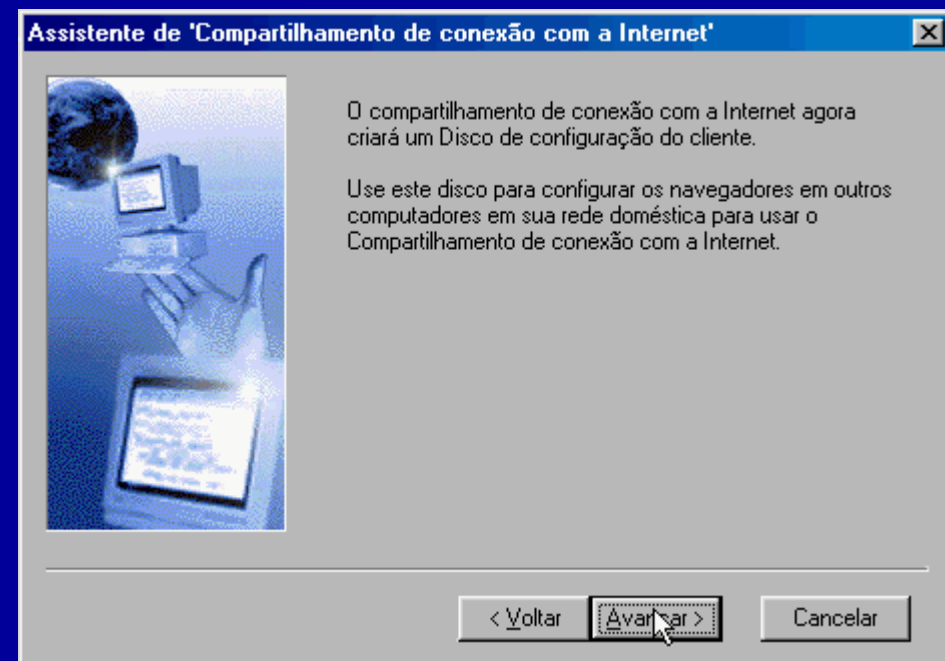 Assistente de 'Compartilhamento de conexão com a Internet'
O compartilhamento de conexão com a Internet agora
criará um Disco de configuração do cliente.
Use este disco para configurar os navegadores em outros
computadores em sua rede doméstica para usar o
Compartilhamento de conexão com a Internet.
< Voltar
Avançar >
Cancelar